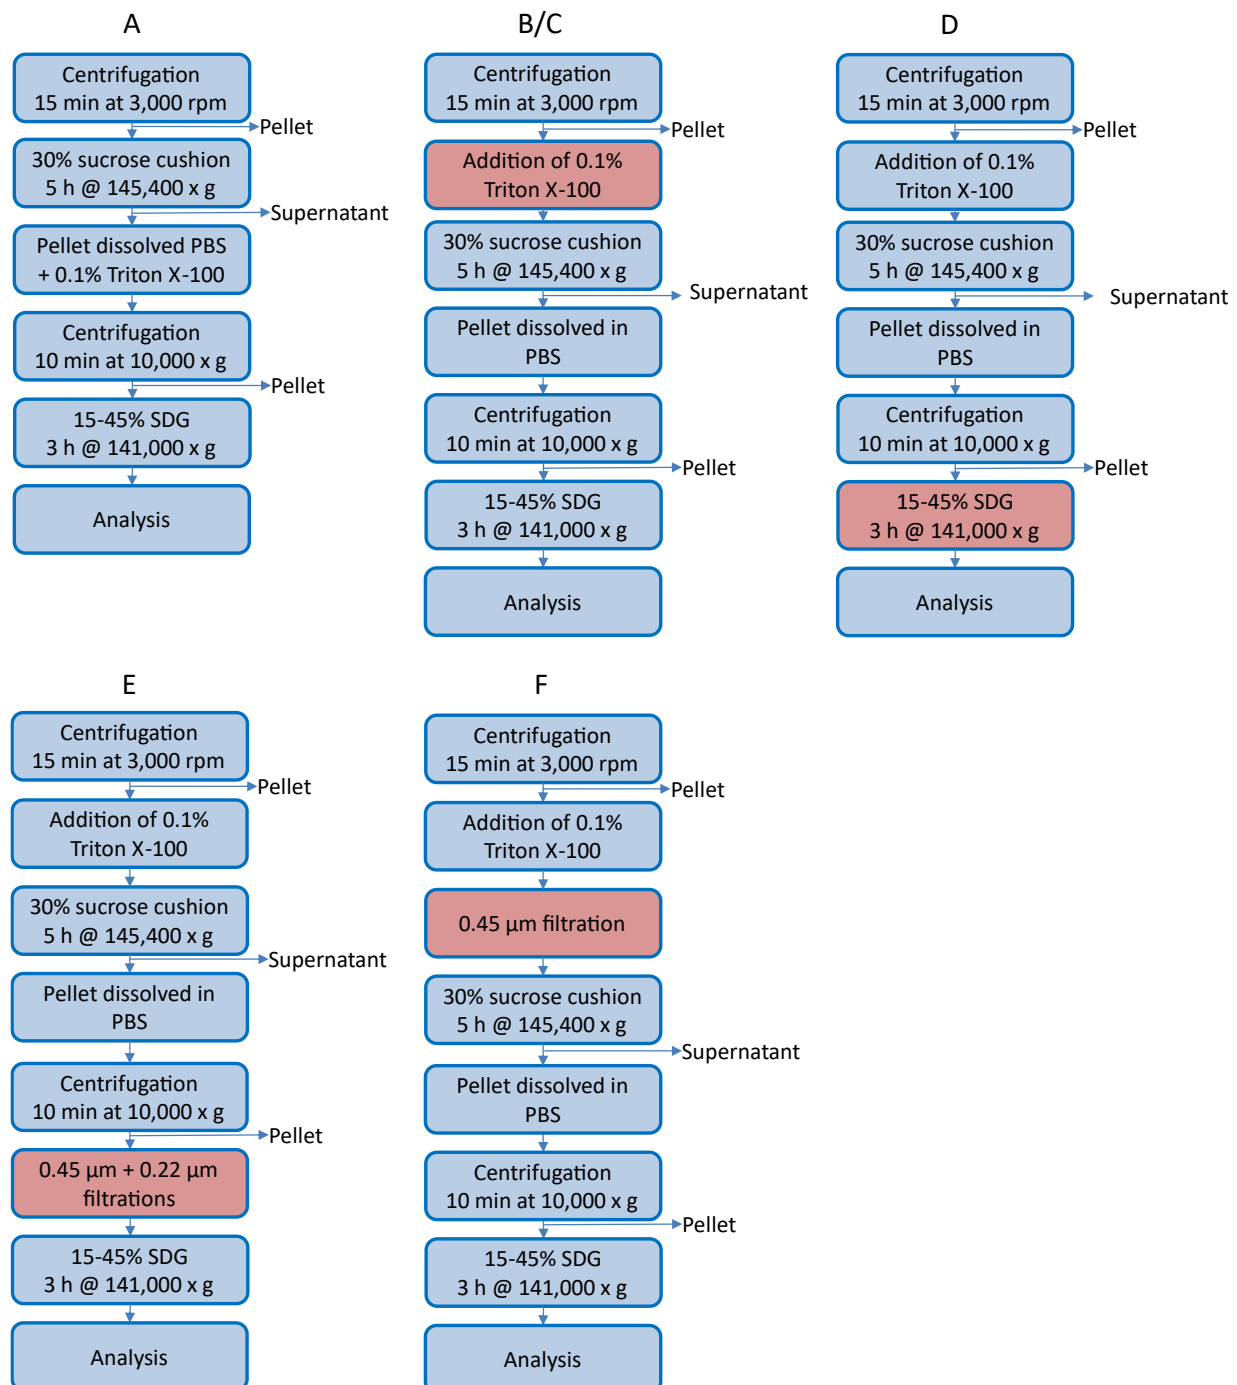 A
Centrifugation
15 min at 3,000 rpm
Pellet
30% sucrose cushion
5 h @ 145,400 x g
Supernatant
Pellet dissolved PBS
+ 0.1% Triton X-100
Centrifugation
10 min at 10,000 x g
Pellet
15-45% SDG
3 h @ 141,000 x g
Analysis
B/C
Centrifugation
15 min at 3,000 rpm
Pellet
Addition of 0.1%
Triton X-100
30% sucrose cushion
5 h @ 145,400 x g
Supernatant
Pellet dissolved in
PBS
Centrifugation
10 min at 10,000 x g
Pellet
15-45% SDG
3 h @ 141,000 x g
Analysis
D
Centrifugation
15 min at 3,000 rpm
Pellet
Addition of 0.1%
Triton X-100
30% sucrose cushion
5 h @ 145,400 x g
Supernatant
Pellet dissolved in
PBS
Centrifugation
10 min at 10,000 x g
Pellet
15-45% SDG
3 h @ 141,000 x g
Analysis
E
Centrifugation
15 min at 3,000 rpm
Pellet
Addition of 0.1%
Triton X-100
30% sucrose cushion
5 h @ 145,400 x g
Supernatant
Pellet dissolved in
PBS
Centrifugation
10 min at 10,000 x g
Pellet
0.45 µm + 0.22 µm
filtrations
15-45% SDG
3 h @ 141,000 x g
Analysis
F
Centrifugation
15 min at 3,000 rpm
Pellet
Addition of 0.1%
Triton X-100
0.45 µm filtration
30% sucrose cushion
5 h @ 145,400 x g
Supernatant
Pellet dissolved in
PBS
Centrifugation
10 min at 10,000 x g
Pellet
15-45% SDG
3 h @ 141,000 x g
Analysis